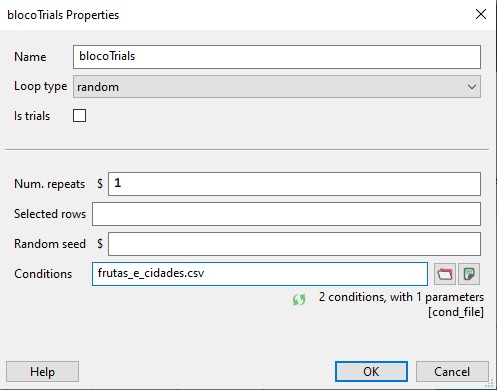 blocoTrials Properties
Name blocoTrials
Loop type random
Is trials
Num. repeats $ 1
Selected rows
Random seed $
Conditions frutas_e_cidades.csv
2 conditions, with 1 parameters
[cond_file]
Help OK Cancel